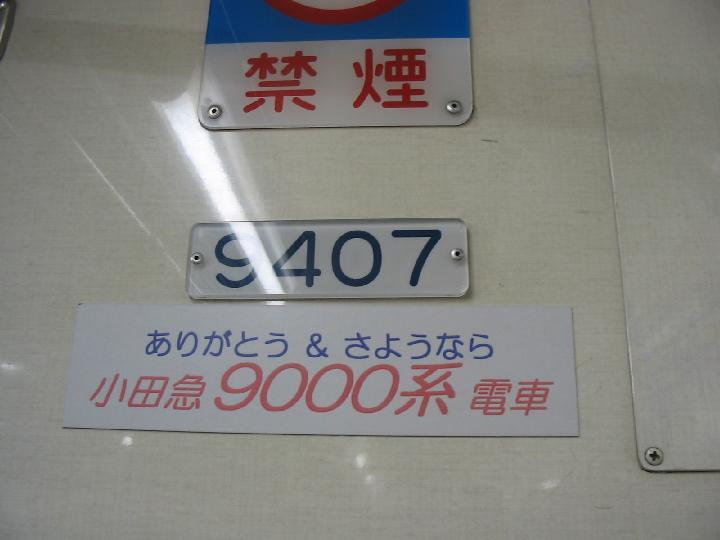 禁煙
9407
ありがとう & さようなら
小田急9000系電車